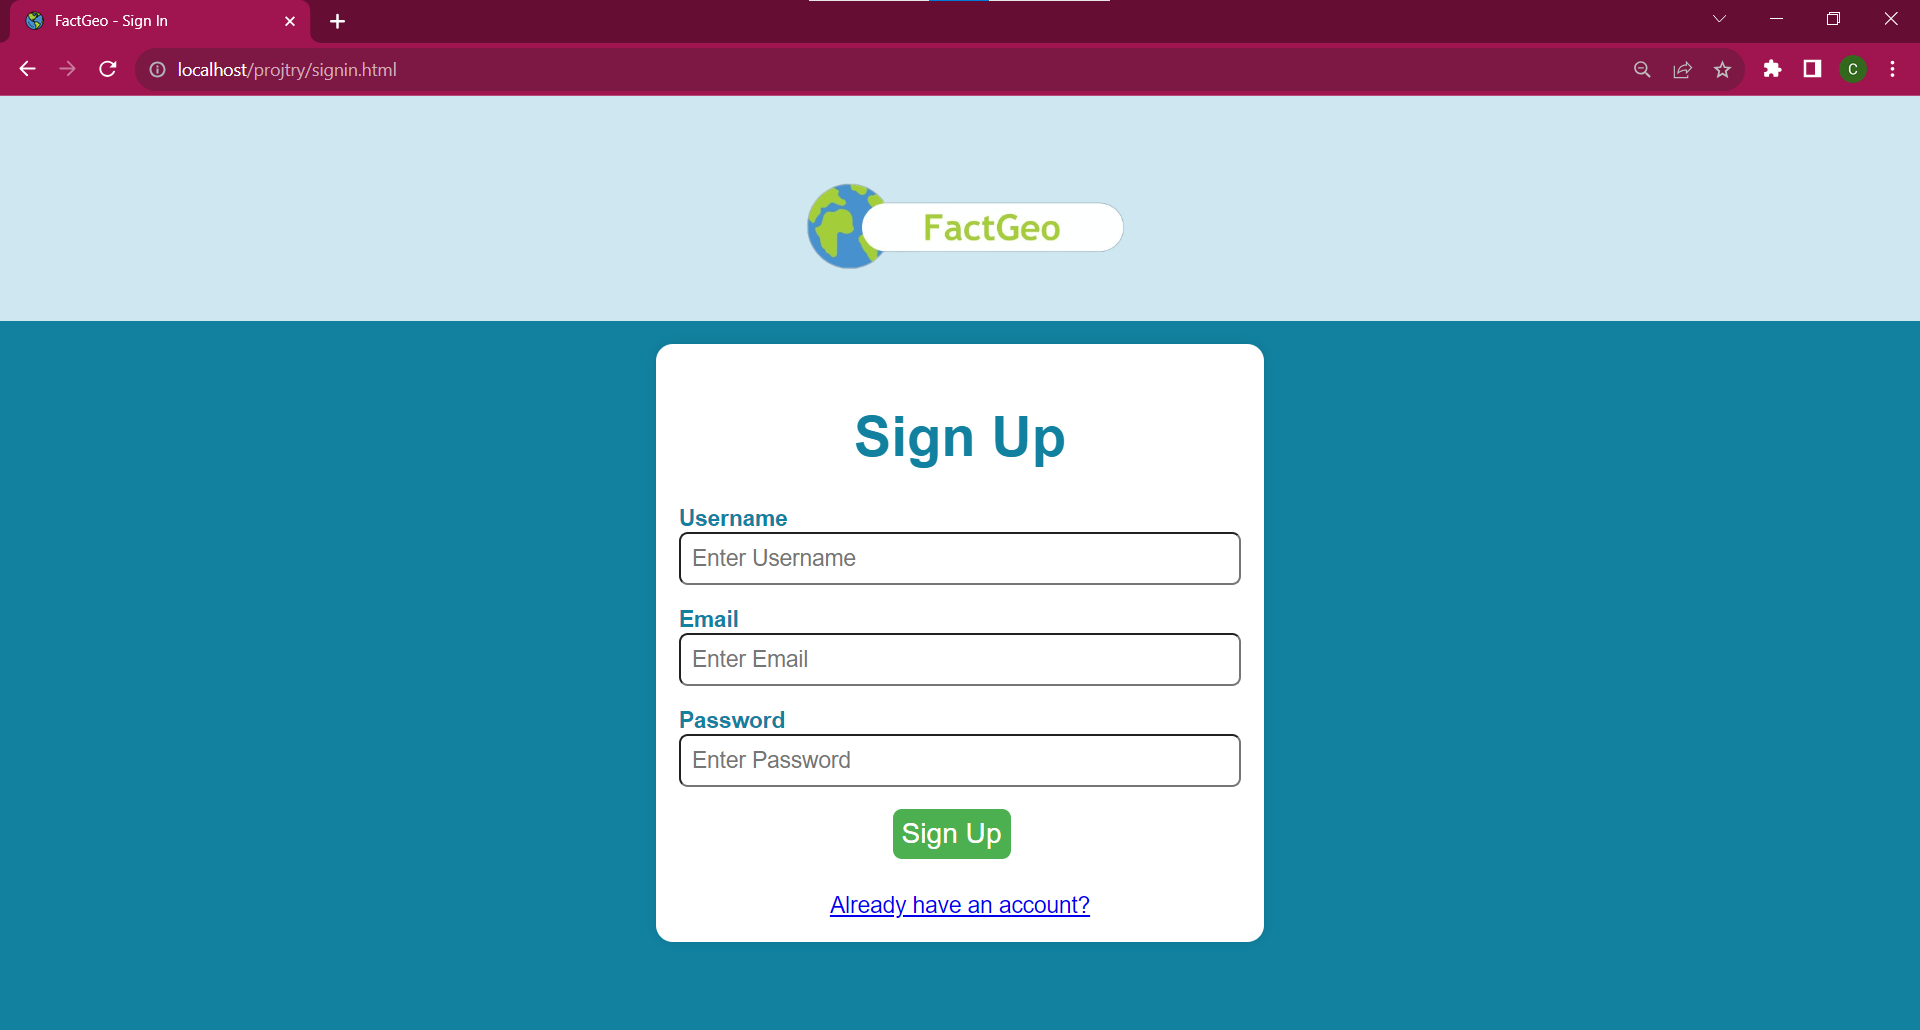 FactGeo - Sign In
localhost/projtry/signin.html
C
FactGeo
Sign Up
Username
Enter Username
Email
Enter Email
Password
Enter Password
Sign Up
Already have an account?